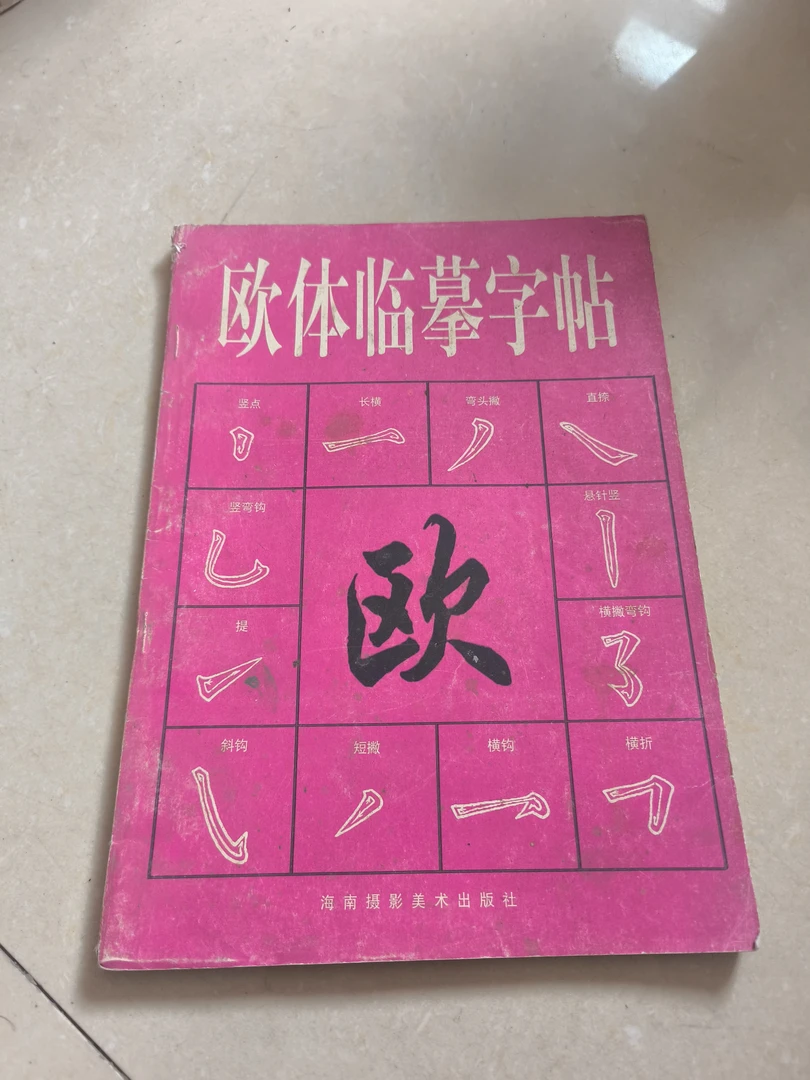 欧体临摹字帖
竖点
长横
弯头撇
直捺
竖弯钩
悬针竖
欧
提
横撇弯钩
斜钩
短撇
横钩
横折
海南摄影美术出版社